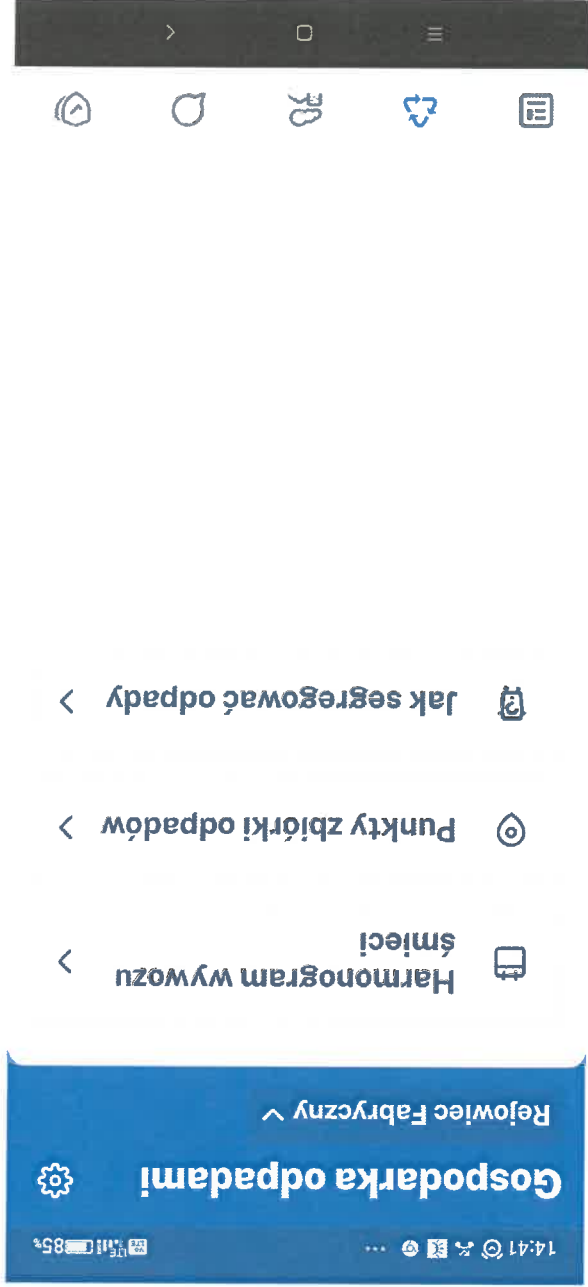 14:41 ... 85%
Gospodarka odpadami
Rejowiec Fabryczny
Harmonogram wywozu
śmieci
Punkty zbiórki odpadów
Jak segregować odpady